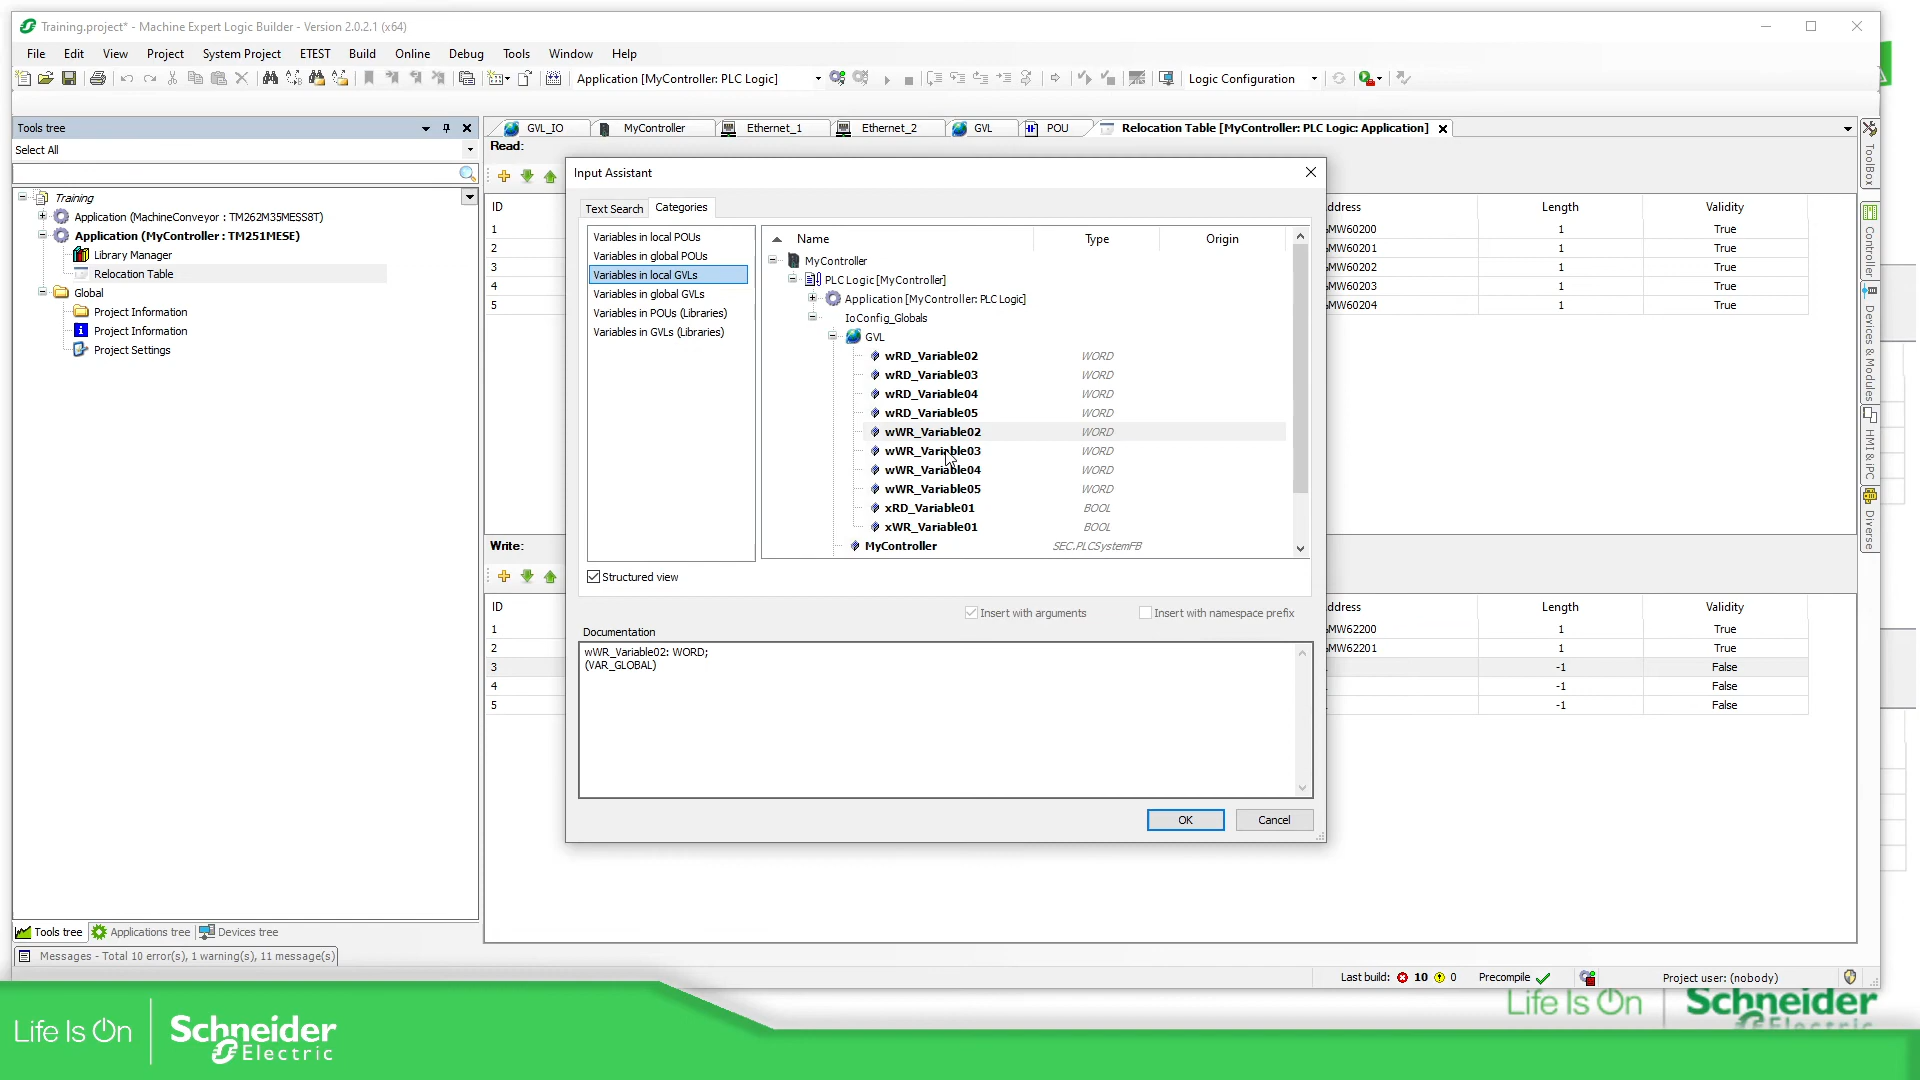 Training.project* - Machine Expert Logic Builder - Version 2.0.2.1 (x64)
File Edit View Project System Project ETEST Build Online Debug Tools Window Help
Application [MyController: PLC Logic] Logic Configuration
Tools tree
Select All
Training
Application (MachineConveyor : TM262M35MESS8T)
Application (MyController : TM251MESE)
Library Manager
Relocation Table
Global
Project Information
Project Information
Project Settings
Tools tree Applications tree Devices tree
Messages - Total 10 error(s), 1 warning(s), 11 message(s)
GVL_IO MyController Ethernet_1 Ethernet_2 GVL POU Relocation Table [MyController: PLC Logic: Application]
Read:
ID ddress Length Validity
1 %MW60200 1 True
2 %MW60201 1 True
3 %MW60202 1 True
4 %MW60203 1 True
5 %MW60204 1 True
Write:
ID ddress Length Validity
1 %MW62200 1 True
2 %MW62201 1 True
3 -1 False
4 -1 False
5 -1 False
Input Assistant
Text Search Categories
Variables in local POUs
Variables in global POUs
Variables in local GVLs
Variables in global GVLs
Variables in POUs (Libraries)
Variables in GVLs (Libraries)
Name Type Origin
MyController
PLC Logic [MyController]
Application [MyController: PLC Logic]
IoConfig_Globals
GVL
wRD_Variable02 WORD
wRD_Variable03 WORD
wRD_Variable04 WORD
wRD_Variable05 WORD
wWR_Variable02 WORD
wWR_Variable03 WORD
wWR_Variable04 WORD
wWR_Variable05 WORD
xRD_Variable01 BOOL
xWR_Variable01 BOOL
MyController SEC.PLCSystemFB
Structured view
Insert with arguments Insert with namespace prefix
Documentation
wWR_Variable02: WORD;
(VAR_GLOBAL)
OK Cancel
ToolBox
Controller
Devices & Modules
HMI & iPC
Diverse
Last build: 10 0 Precompile Project user: (nobody)
Life Is On Schneider Electric
Life Is On Schneider Electric